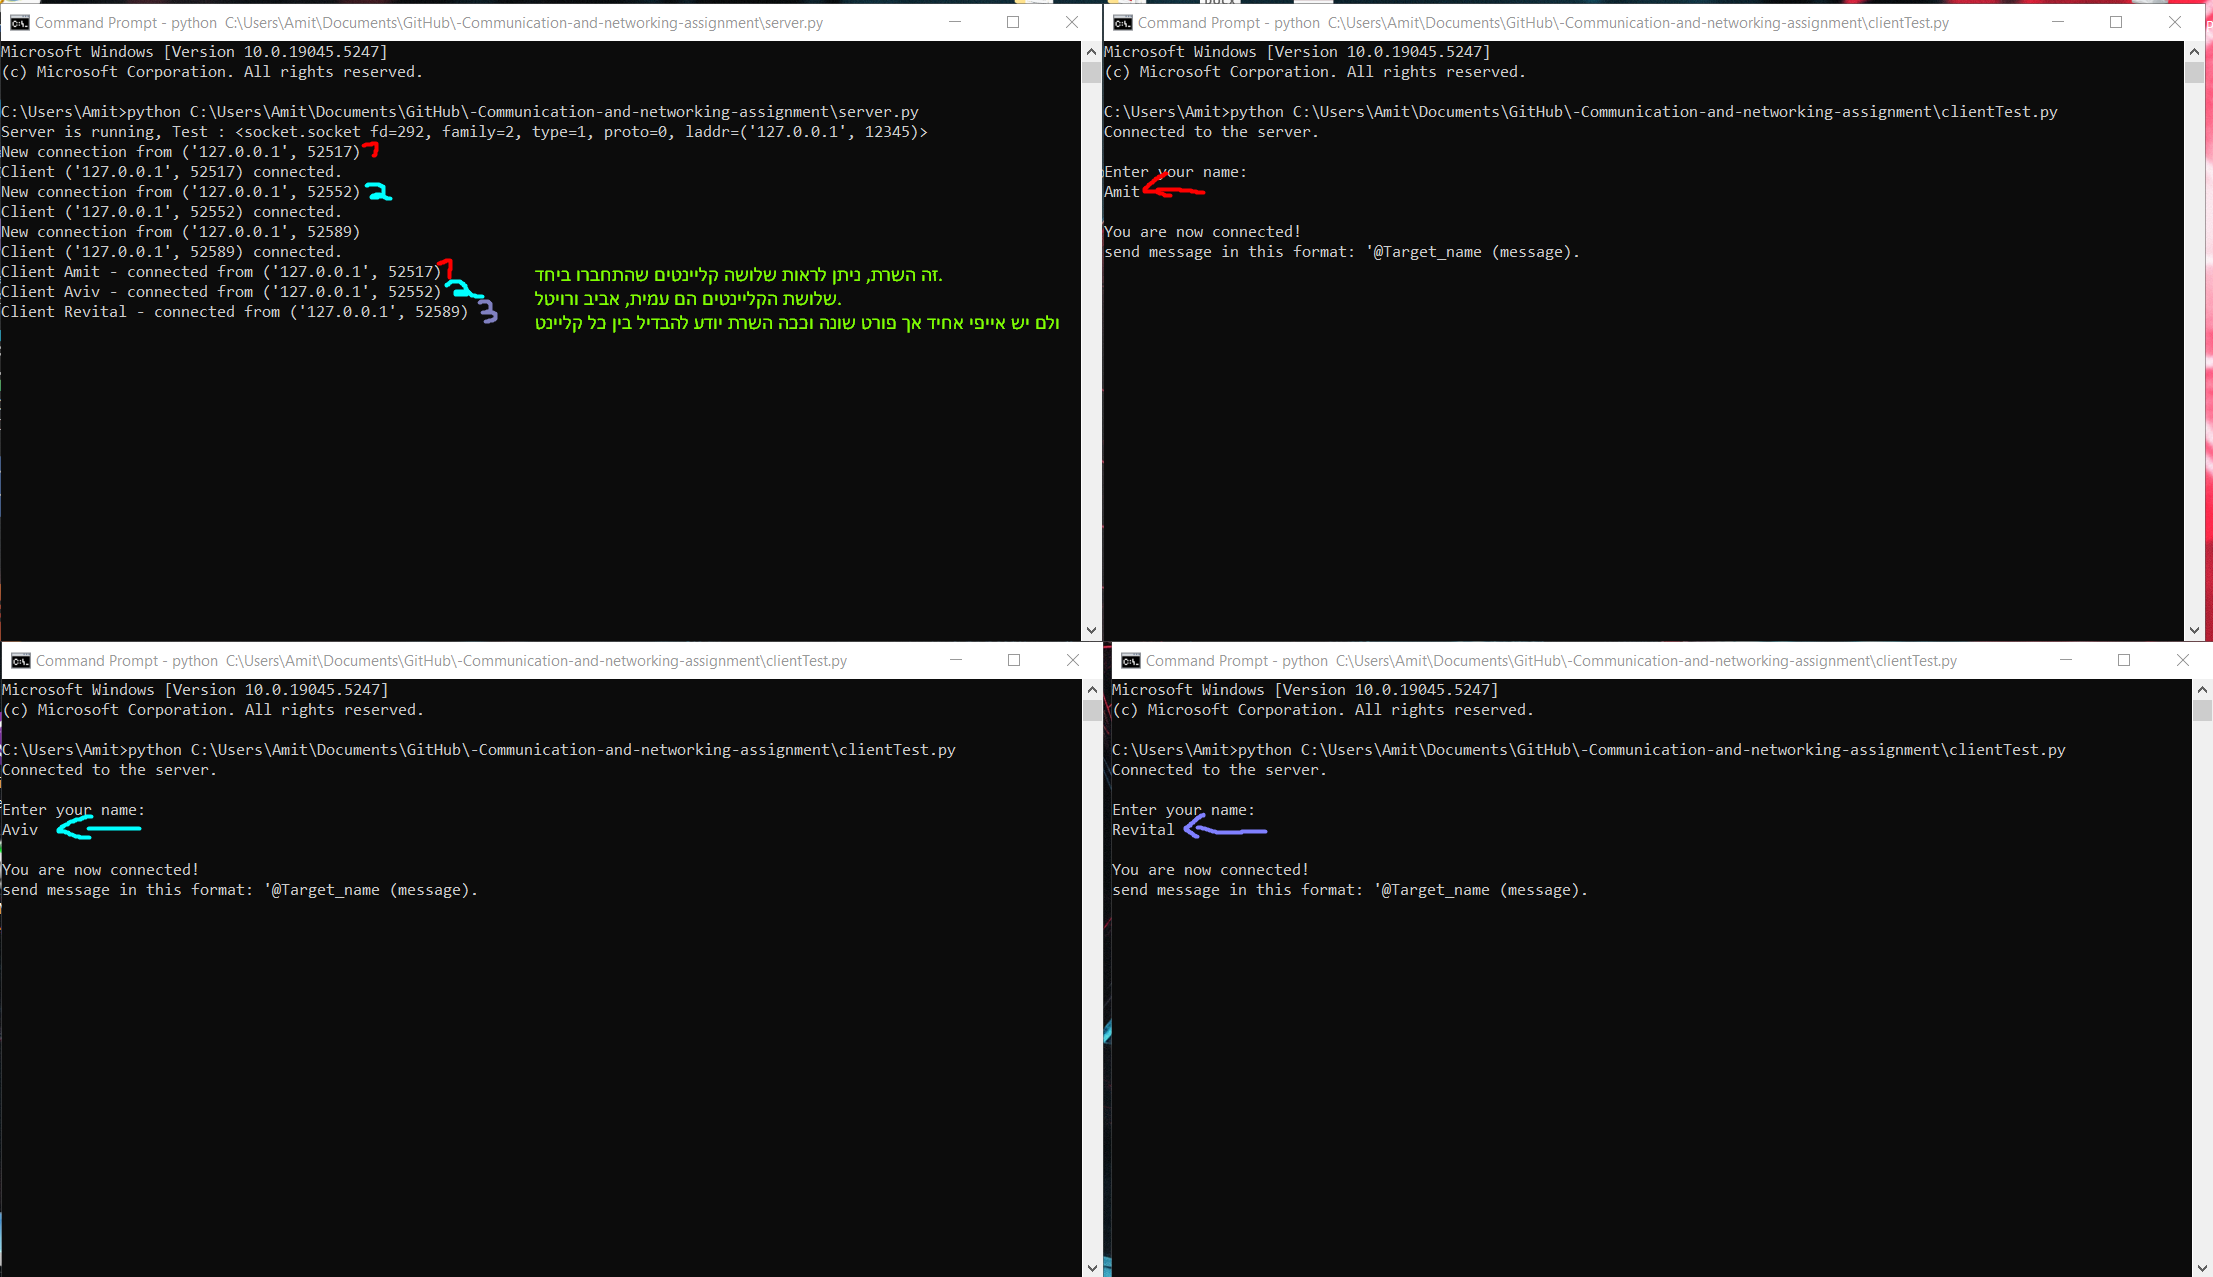 Command Prompt - python  C:\Users\Amit\Documents\GitHub\-Communication-and-networking-assignment\server.py
Microsoft Windows [Version 10.0.19045.5247]
(c) Microsoft Corporation. All rights reserved.
C:\Users\Amit>python C:\Users\Amit\Documents\GitHub\-Communication-and-networking-assignment\server.py
Server is running, Test : <socket.socket fd=292, family=2, type=1, proto=0, laddr=('127.0.0.1', 12345)>
New connection from ('127.0.0.1', 52517) 1
Client ('127.0.0.1', 52517) connected.
New connection from ('127.0.0.1', 52552) 2
Client ('127.0.0.1', 52552) connected.
New connection from ('127.0.0.1', 52589)
Client ('127.0.0.1', 52589) connected.
Client Amit - connected from ('127.0.0.1', 52517) 1
Client Aviv - connected from ('127.0.0.1', 52552) 2
Client Revital - connected from ('127.0.0.1', 52589) 3
זה השרת, ניתן לראות שלושה קליינטים שהתחברו ביחד.
שלושת הקליינטים הם עמית, אביב ורויטל.
ולם יש אייפי אחיד אך פורט שונה וככה השרת יודע להבדיל בין כל קליינט
Command Prompt - python  C:\Users\Amit\Documents\GitHub\-Communication-and-networking-assignment\clientTest.py
Microsoft Windows [Version 10.0.19045.5247]
(c) Microsoft Corporation. All rights reserved.
C:\Users\Amit>python C:\Users\Amit\Documents\GitHub\-Communication-and-networking-assignment\clientTest.py
Connected to the server.
Enter your name:
Amit
You are now connected!
send message in this format: '@Target_name (message).
Command Prompt - python  C:\Users\Amit\Documents\GitHub\-Communication-and-networking-assignment\clientTest.py
Microsoft Windows [Version 10.0.19045.5247]
(c) Microsoft Corporation. All rights reserved.
C:\Users\Amit>python C:\Users\Amit\Documents\GitHub\-Communication-and-networking-assignment\clientTest.py
Connected to the server.
Enter your name:
Aviv
You are now connected!
send message in this format: '@Target_name (message).
Command Prompt - python  C:\Users\Amit\Documents\GitHub\-Communication-and-networking-assignment\clientTest.py
Microsoft Windows [Version 10.0.19045.5247]
(c) Microsoft Corporation. All rights reserved.
C:\Users\Amit>python C:\Users\Amit\Documents\GitHub\-Communication-and-networking-assignment\clientTest.py
Connected to the server.
Enter your name:
Revital
You are now connected!
send message in this format: '@Target_name (message).